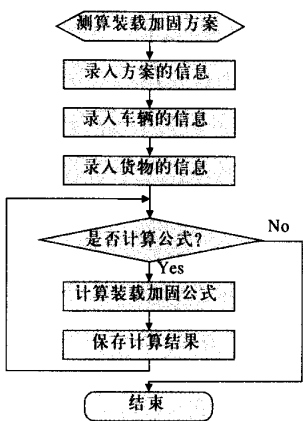 测算装载加固方案
录入方案的信息
录入车辆的信息
录入货物的信息
是否计算公式?
No
Yes
计算装载加固公式
保存计算结果
结束